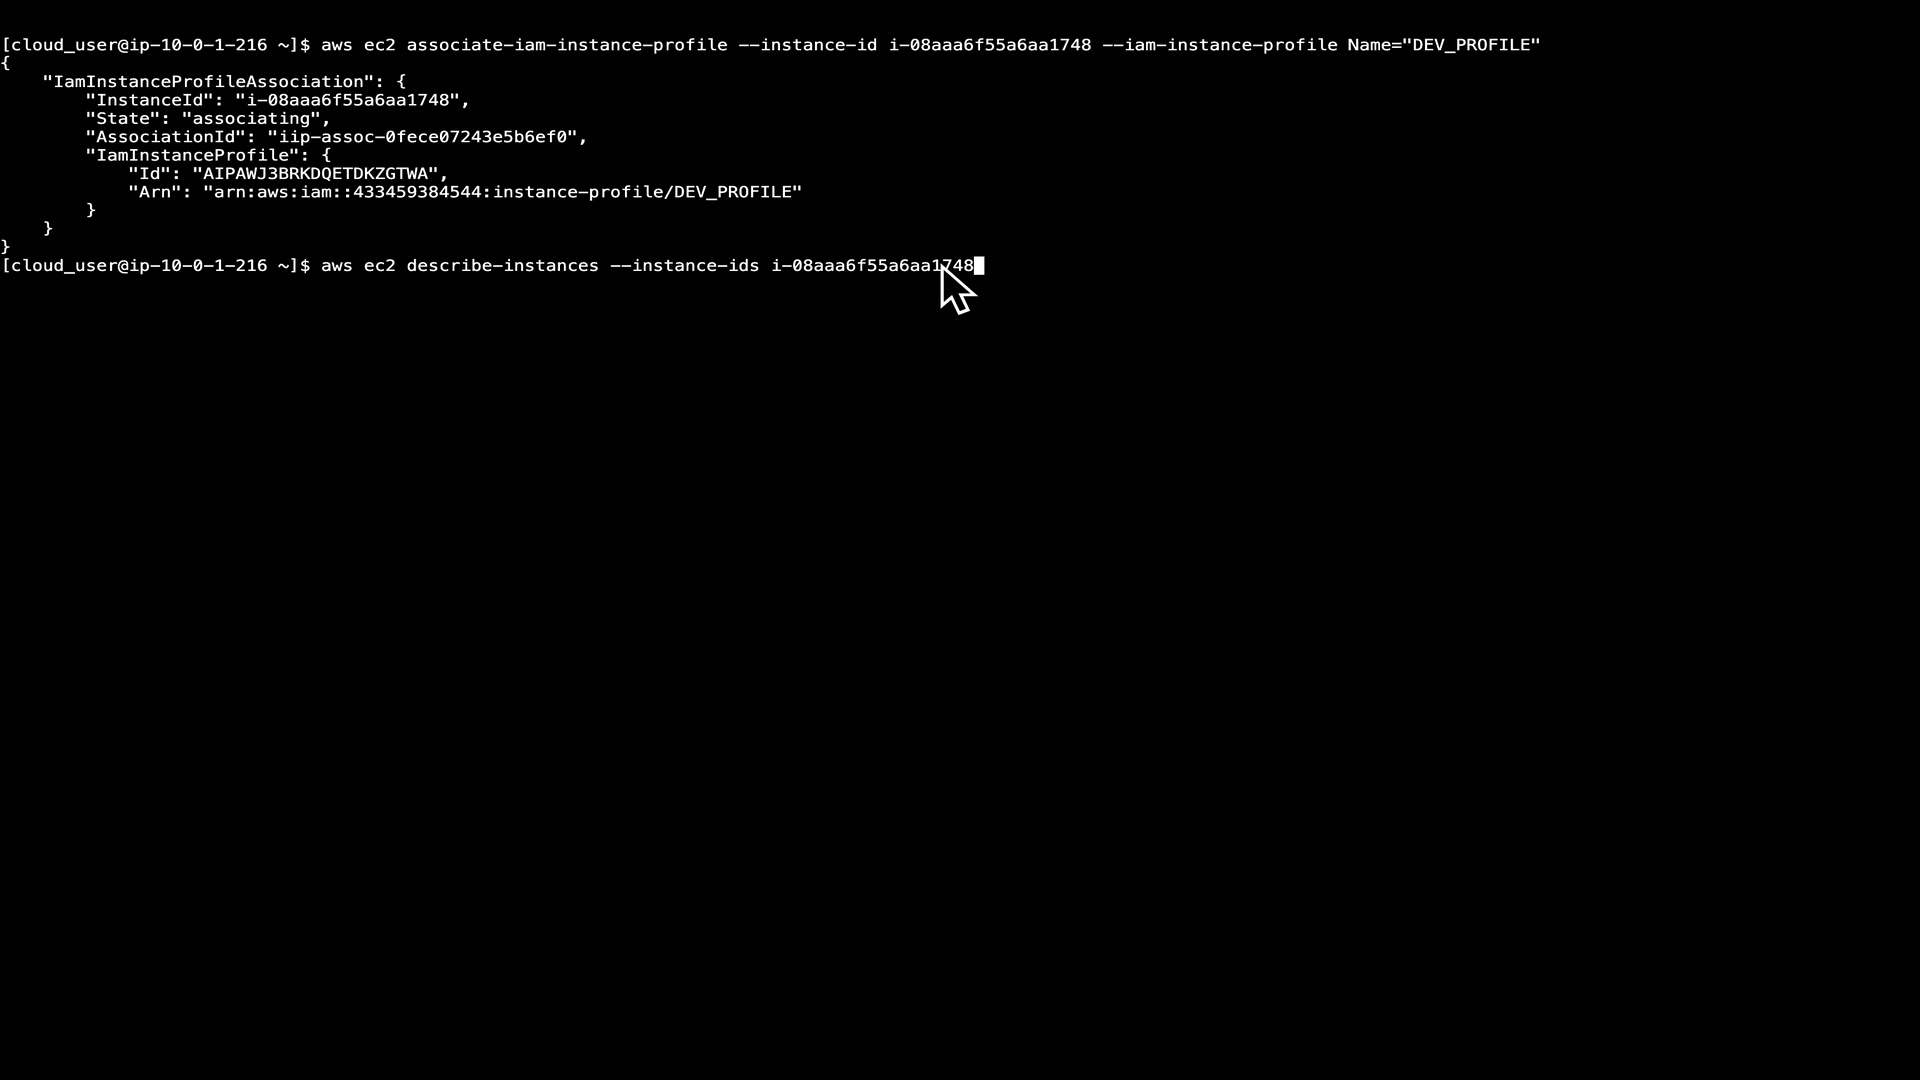 [cloud_user@ip-10-0-1-216 ~]$ aws ec2 associate-iam-instance-profile --instance-id i-08aaa6f55a6aa1748 --iam-instance-profile Name="DEV_PROFILE"
{
    "IamInstanceProfileAssociation": {
        "InstanceId": "i-08aaa6f55a6aa1748",
        "State": "associating",
        "AssociationId": "iip-assoc-0fece07243e5b6ef0",
        "IamInstanceProfile": {
            "Id": "AIPAWJ3BRKDQETDKZGTWA",
            "Arn": "arn:aws:iam::433459384544:instance-profile/DEV_PROFILE"
        }
    }
}
[cloud_user@ip-10-0-1-216 ~]$ aws ec2 describe-instances --instance-ids i-08aaa6f55a6aa1748